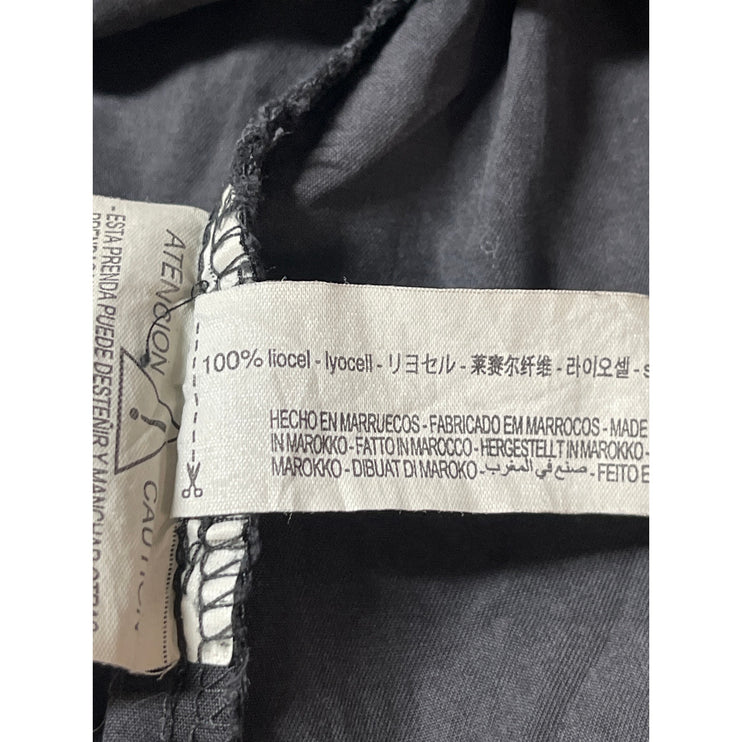 100% liocel - lyocell - リヨセル - 莱赛尔纤维 - 라이오셀 - s
HECHO EN MARRUECOS - FABRICADO EM MARROCOS - MADE
IN MAROKKO - FATTO IN MAROCCO - HERGESTELLT IN MAROKKO -
MAROKKO - DIBUAT DI MAROKO - صنع في المغرب - FEITO E
ATENCION
CAUTION
- ESTA PRENDA PUEDE DESTEÑIR Y MANCHAR OTRAS